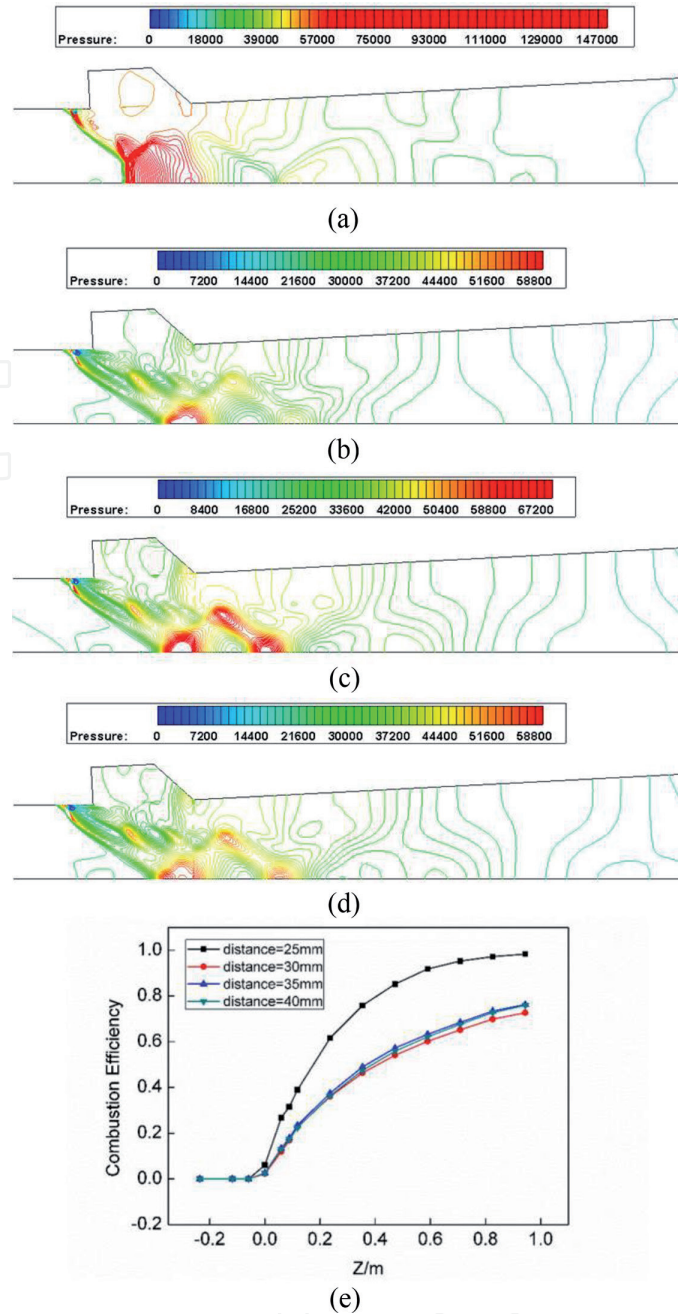 Pressure: 0 18000 39000 57000 75000 93000 111000 129000 147000
(a)
Pressure: 0 7200 14400 21600 30000 37200 44400 51600 58800
(b)
Pressure: 0 8400 16800 25200 33600 42000 50400 58800 67200
(c)
Pressure: 0 7200 14400 21600 30000 37200 44400 51600 58800
(d)
distance=25mm
distance=30mm
distance=35mm
distance=40mm
Combustion Efficiency
1.0
0.8
0.6
0.4
0.2
0.0
-0.2
-0.2 0.0 0.2 0.4 0.6 0.8 1.0
Z/m
(e)